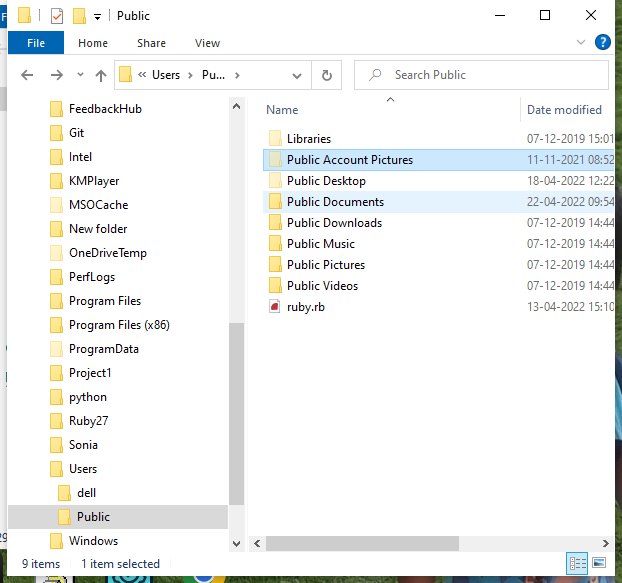 Public
File Home Share View
« Users > Pu... > Search Public
FeedbackHub
Git
Intel
KMPlayer
MSOCache
New folder
OneDriveTemp
PerfLogs
Program Files
Program Files (x86)
ProgramData
Project1
python
Ruby27
Sonia
Users
dell
Public
Windows
Name Date modified
Libraries 07-12-2019 15:01
Public Account Pictures 11-11-2021 08:52
Public Desktop 18-04-2022 12:22
Public Documents 22-04-2022 09:54
Public Downloads 07-12-2019 14:44
Public Music 07-12-2019 14:44
Public Pictures 07-12-2019 14:44
Public Videos 07-12-2019 14:44
ruby.rb 13-04-2022 15:10
9 items 1 item selected